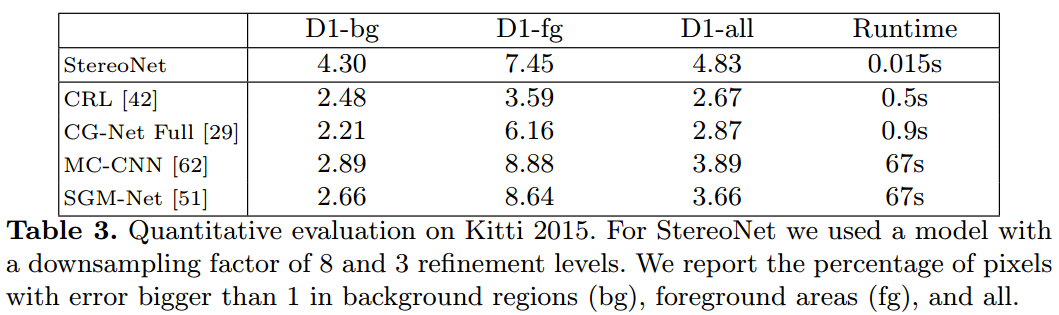 D1-bg D1-fg D1-all Runtime
StereoNet 4.30 7.45 4.83 0.015s
CRL [42] 2.48 3.59 2.67 0.5s
CG-Net Full [29] 2.21 6.16 2.87 0.9s
MC-CNN [62] 2.89 8.88 3.89 67s
SGM-Net [51] 2.66 8.64 3.66 67s
Table 3. Quantitative evaluation on Kitti 2015. For StereoNet we used a model with
a downsampling factor of 8 and 3 refinement levels. We report the percentage of pixels
with error bigger than 1 in background regions (bg), foreground areas (fg), and all.